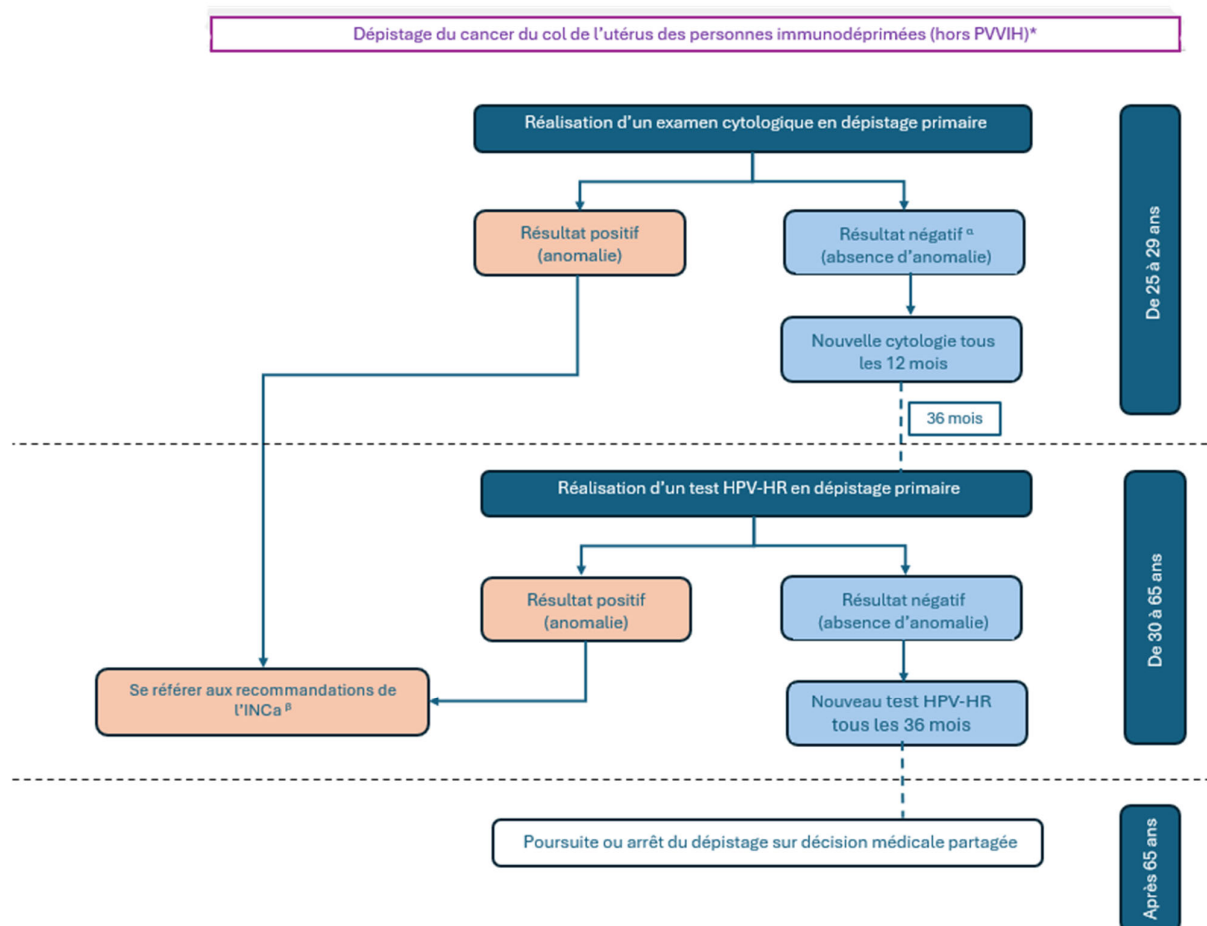 Dépistage du cancer du col de l’utérus des personnes immunodéprimées (hors PVVIH)*
Réalisation d’un examen cytologique en dépistage primaire
De 25 à 29 ans
Résultat positif
(anomalie)
Résultat négatif α
(absence d’anomalie)
Nouvelle cytologie tous
les 12 mois
36 mois
Réalisation d’un test HPV-HR en dépistage primaire
De 30 à 65 ans
Résultat positif
(anomalie)
Résultat négatif
(absence d’anomalie)
Se référer aux recommandations de
l’INCa β
Nouveau test HPV-HR
tous les 36 mois
Poursuite ou arrêt du dépistage sur décision médicale partagée
Après 65 ans